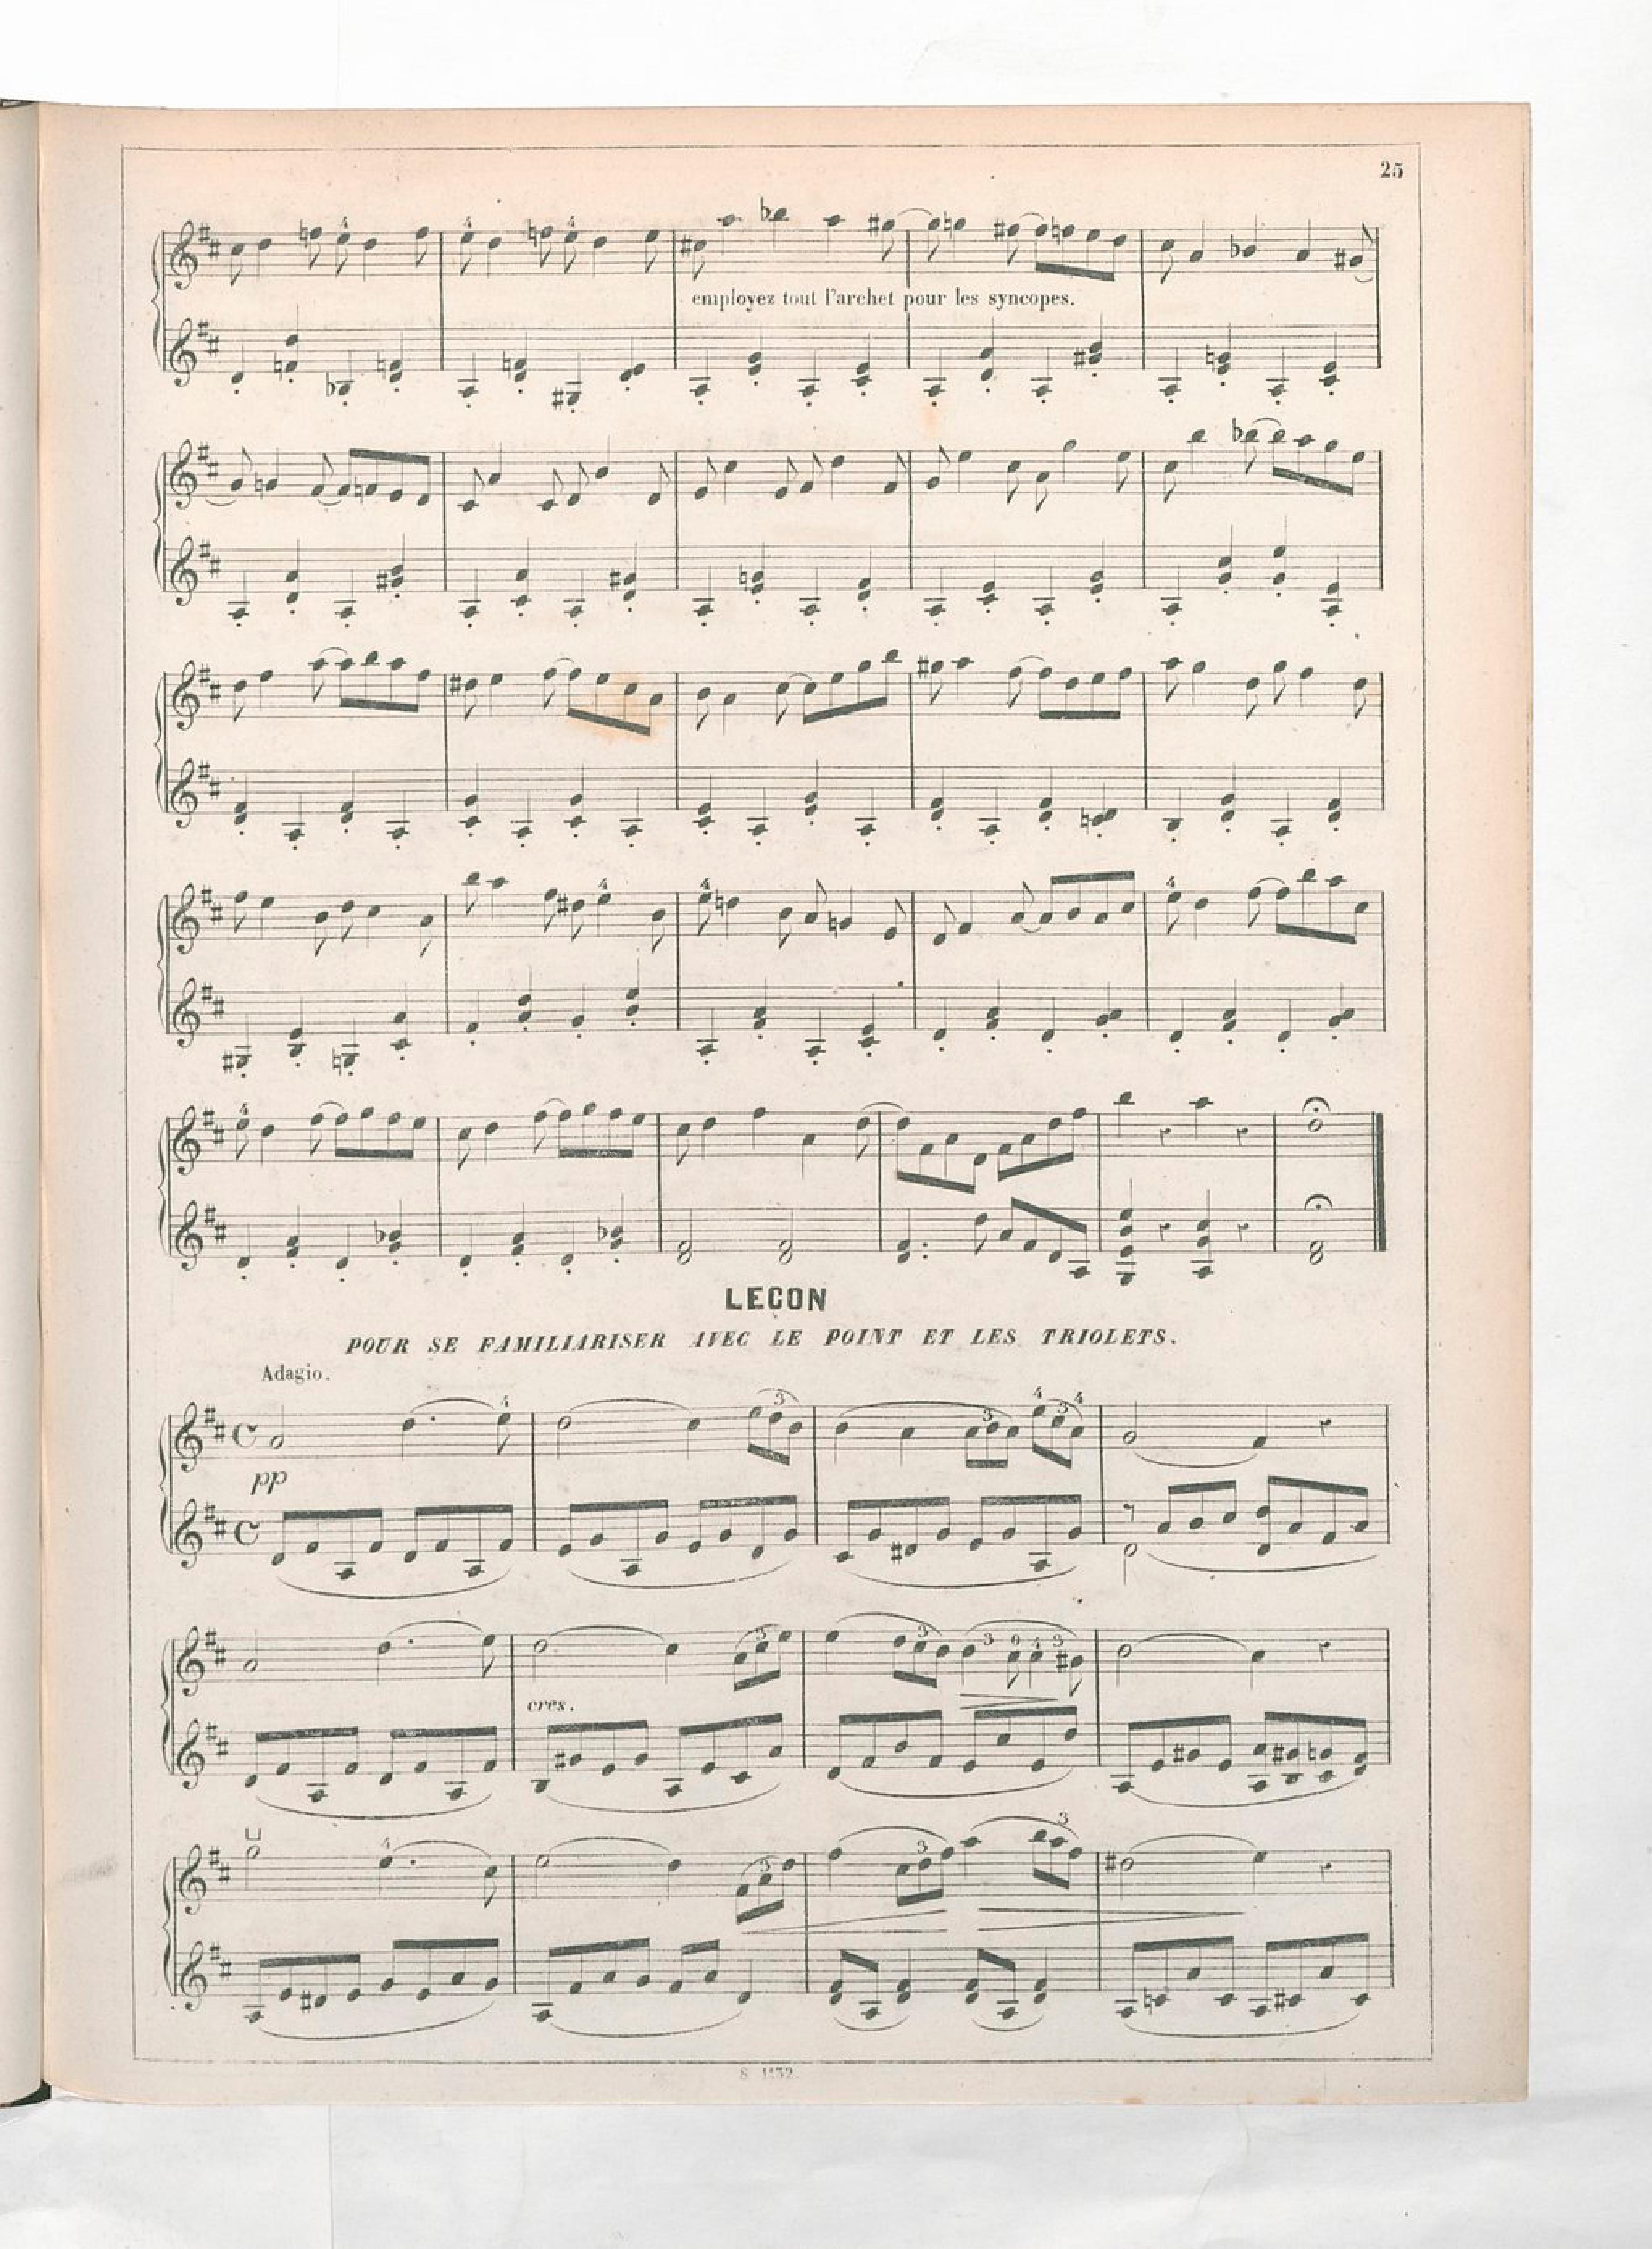 25
employez tout l'archet pour les syncopes.
LECON
POUR SE FAMILIARISER AVEC LE POINT ET LES TRIOLETS.
Adagio.
pp
cres.